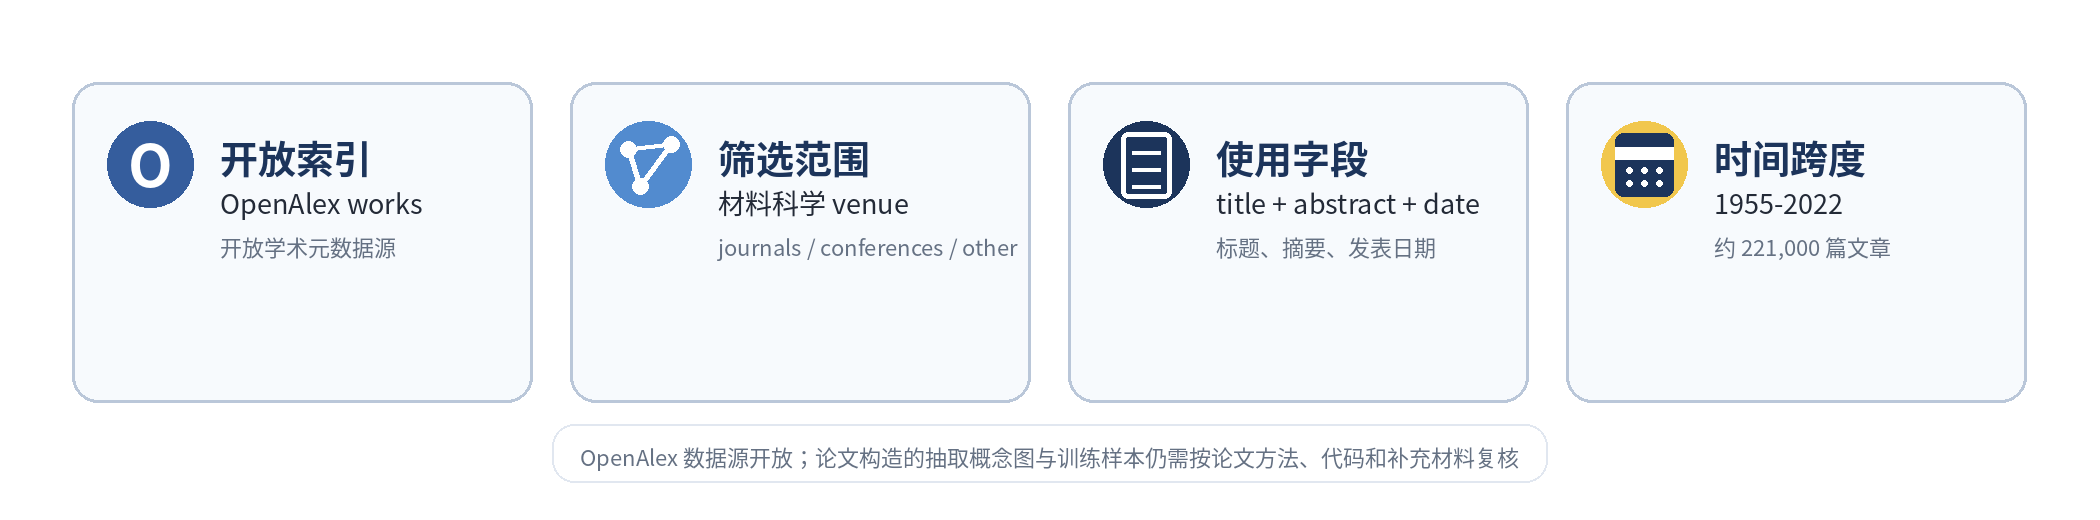 O
开放索引
OpenAlex works
开放学术元数据源
筛选范围
材料科学 venue
journals / conferences / other
使用字段
title + abstract + date
标题、摘要、发表日期
时间跨度
1955-2022
约 221,000 篇文章
OpenAlex 数据源开放；论文构造的抽取概念图与训练样本仍需按论文方法、代码和补充材料复核